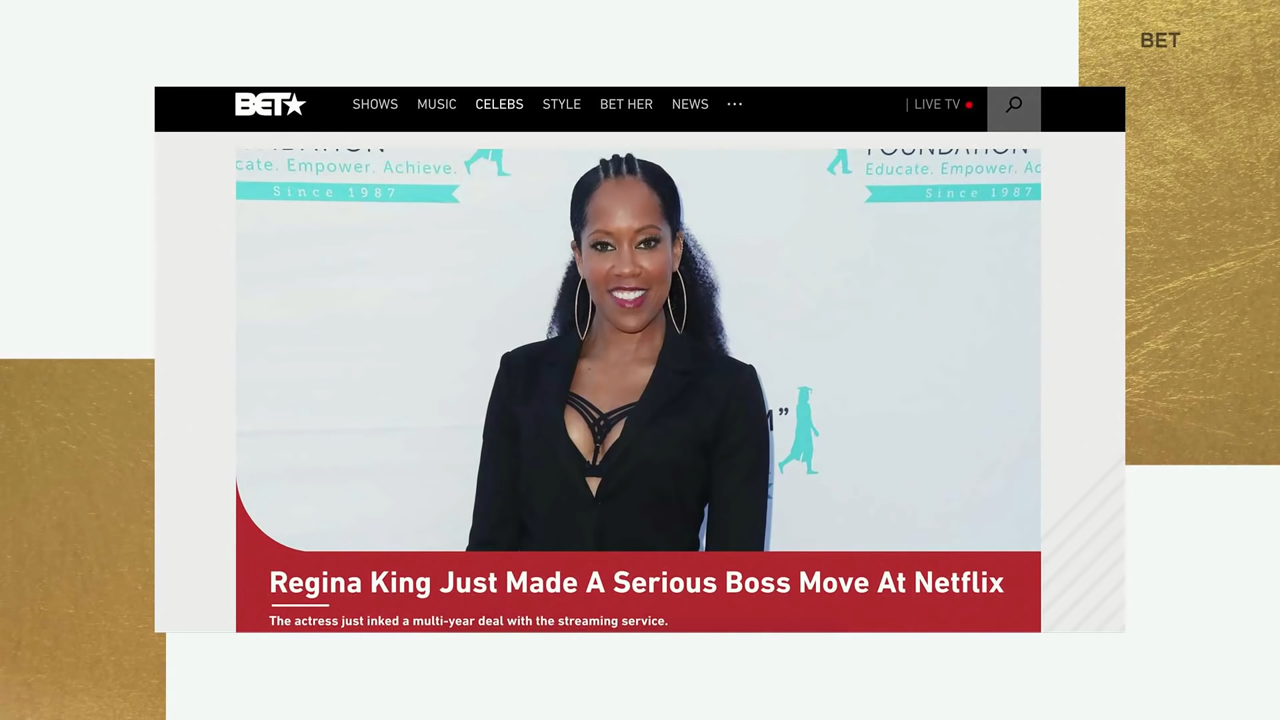 BET
BET
SHOWS MUSIC CELEBS STYLE BET HER NEWS ...
| LIVE TV
FOUNDATION
cate. Empower. Achieve.
Educate. Empower. Ac
Since 1987
Since 1987
”
Regina King Just Made A Serious Boss Move At Netflix
The actress just inked a multi-year deal with the streaming service.